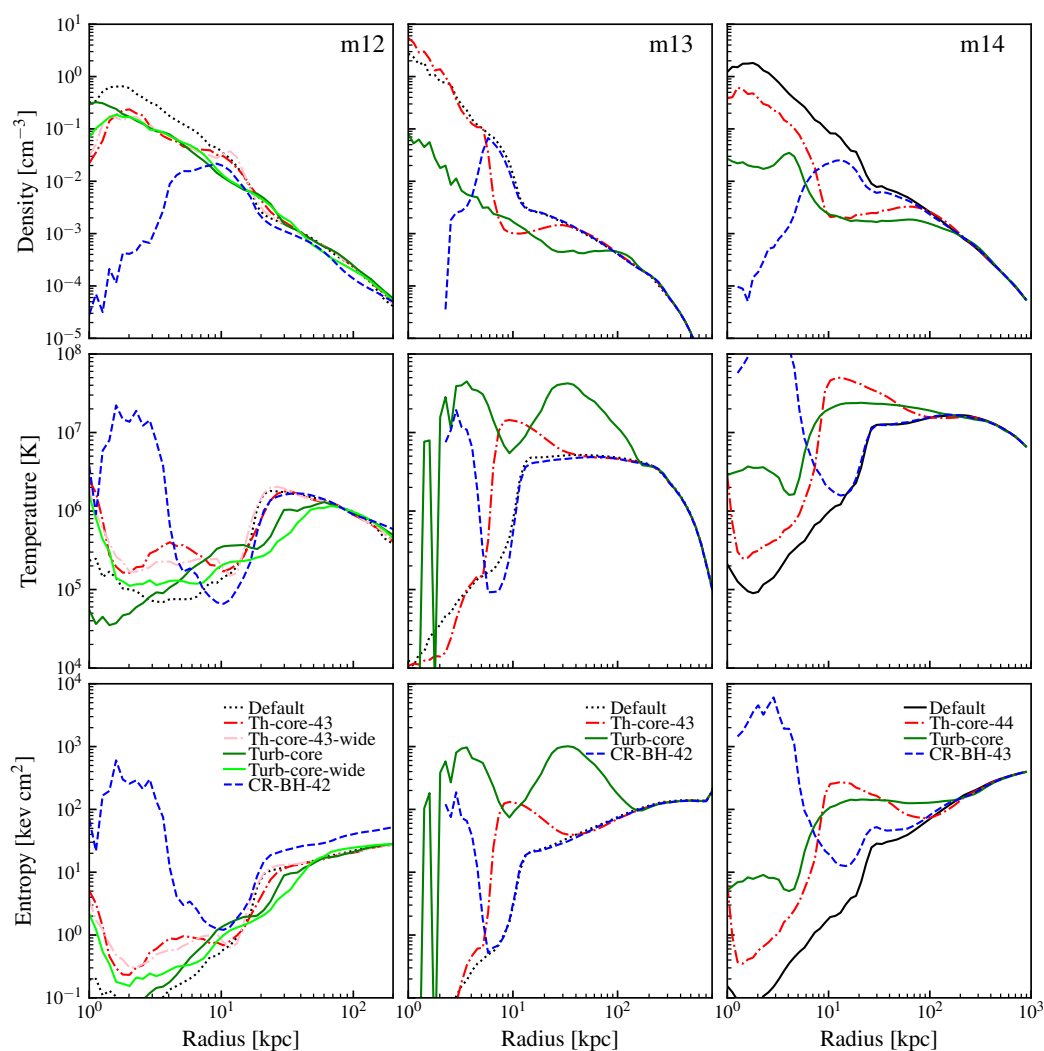 m12
m13
m14
Density [cm⁻³]
10¹
10⁰
10⁻¹
10⁻²
10⁻³
10⁻⁴
10⁻⁵
Temperature [K]
10⁸
10⁷
10⁶
10⁵
10⁴
Entropy [kev cm²]
10⁴
10³
10²
10¹
10⁰
10⁻¹
Default
Th-core-43
Th-core-43-wide
Turb-core
Turb-core-wide
CR-BH-42
Default
Th-core-43
Turb-core
CR-BH-42
Default
Th-core-44
Turb-core
CR-BH-43
10⁰ 10¹ 10²
10⁰ 10¹ 10²
10⁰ 10¹ 10² 10³
Radius [kpc] Radius [kpc] Radius [kpc]